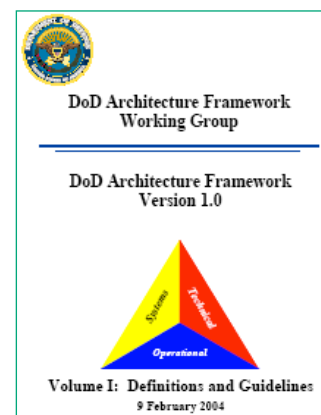 DoD Architecture Framework
Working Group
DoD Architecture Framework
Version 1.0
Systems
Technical
Operational
Volume I: Definitions and Guidelines
9 February 2004